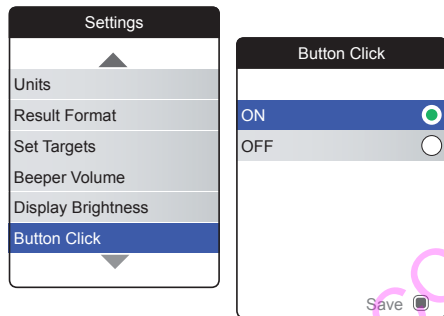 Settings
Units
Result Format
Set Targets
Beeper Volume
Display Brightness
Button Click
Button Click
ON
OFF
Save